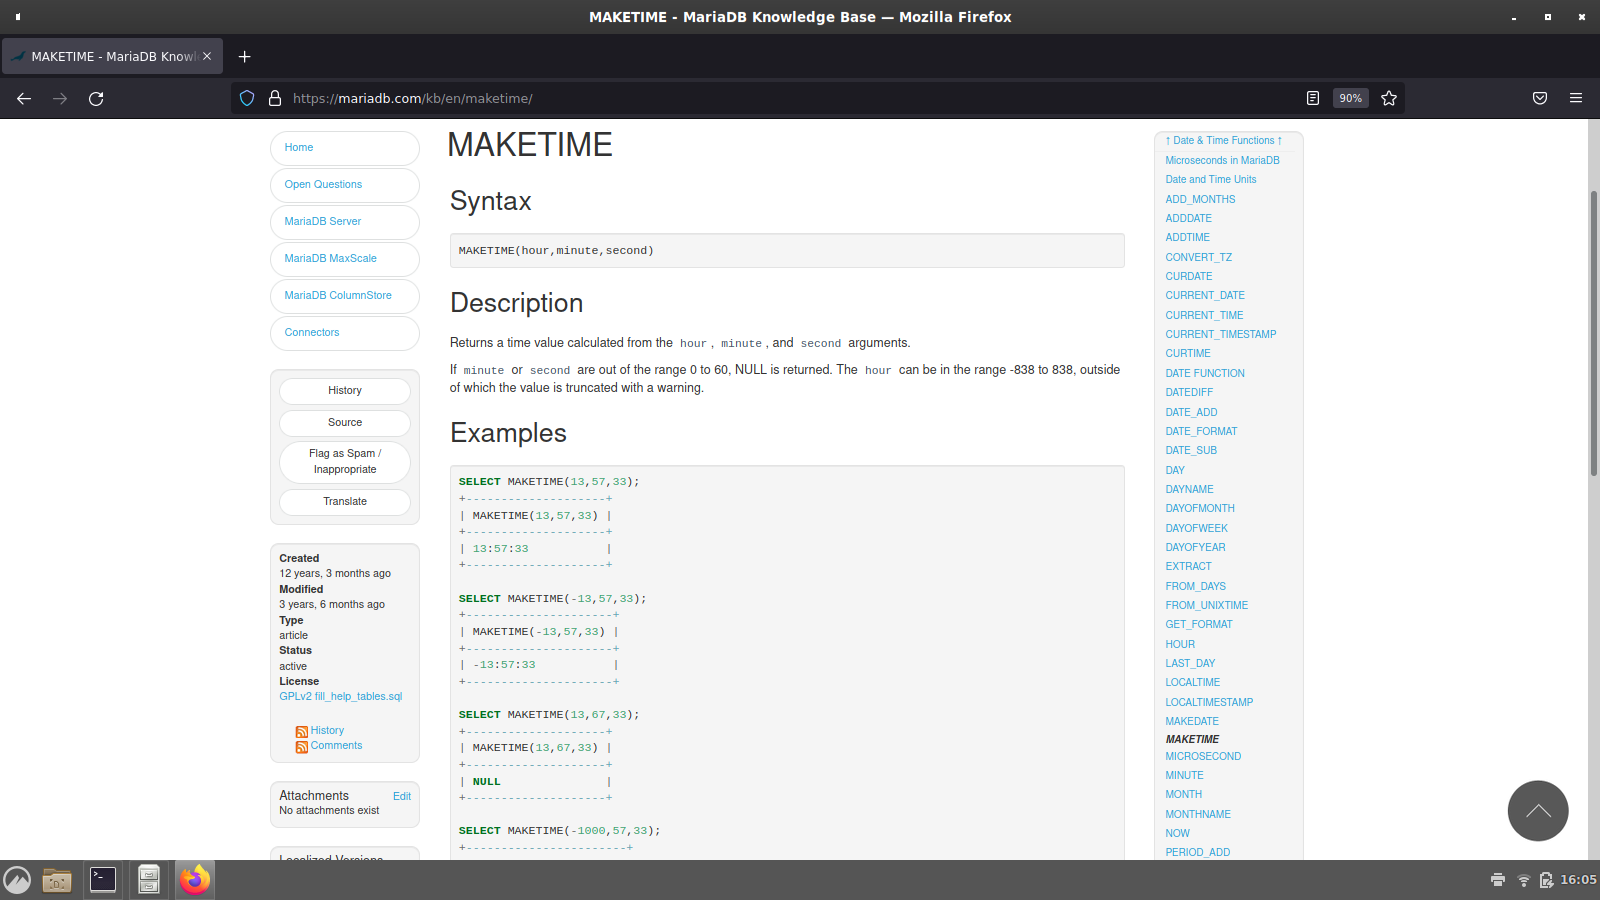 MAKETIME - MariaDB Knowledge Base — Mozilla Firefox
MAKETIME - MariaDB Knowl
https://mariadb.com/kb/en/maketime/
90%
Home
Open Questions
MariaDB Server
MariaDB MaxScale
MariaDB ColumnStore
Connectors
History
Source
Flag as Spam /
Inappropriate
Translate
Created
12 years, 3 months ago
Modified
3 years, 6 months ago
Type
article
Status
active
License
GPLv2 fill_help_tables.sql
History
Comments
Attachments Edit
No attachments exist
Localized Versions
MAKETIME
Syntax
MAKETIME(hour,minute,second)
Description
Returns a time value calculated from the hour , minute , and second arguments.
If minute or second are out of the range 0 to 60, NULL is returned. The hour can be in the range -838 to 838, outside
of which the value is truncated with a warning.
Examples
SELECT MAKETIME(13,57,33);
+--------------------+
| MAKETIME(13,57,33) |
+--------------------+
| 13:57:33           |
+--------------------+
SELECT MAKETIME(-13,57,33);
+---------------------+
| MAKETIME(-13,57,33) |
+---------------------+
| -13:57:33           |
+---------------------+
SELECT MAKETIME(13,67,33);
+--------------------+
| MAKETIME(13,67,33) |
+--------------------+
| NULL               |
+--------------------+
SELECT MAKETIME(-1000,57,33);
+-----------------------+
↑ Date & Time Functions ↑
Microseconds in MariaDB
Date and Time Units
ADD_MONTHS
ADDDATE
ADDTIME
CONVERT_TZ
CURDATE
CURRENT_DATE
CURRENT_TIME
CURRENT_TIMESTAMP
CURTIME
DATE FUNCTION
DATEDIFF
DATE_ADD
DATE_FORMAT
DATE_SUB
DAY
DAYNAME
DAYOFMONTH
DAYOFWEEK
DAYOFYEAR
EXTRACT
FROM_DAYS
FROM_UNIXTIME
GET_FORMAT
HOUR
LAST_DAY
LOCALTIME
LOCALTIMESTAMP
MAKEDATE
MAKETIME
MICROSECOND
MINUTE
MONTH
MONTHNAME
NOW
PERIOD_ADD
16:05